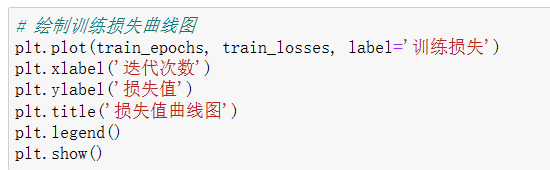 # 绘制训练损失曲线图
plt.plot(train_epochs, train_losses, label='训练损失')
plt.xlabel('迭代次数')
plt.ylabel('损失值')
plt.title('损失值曲线图')
plt.legend()
plt.show()